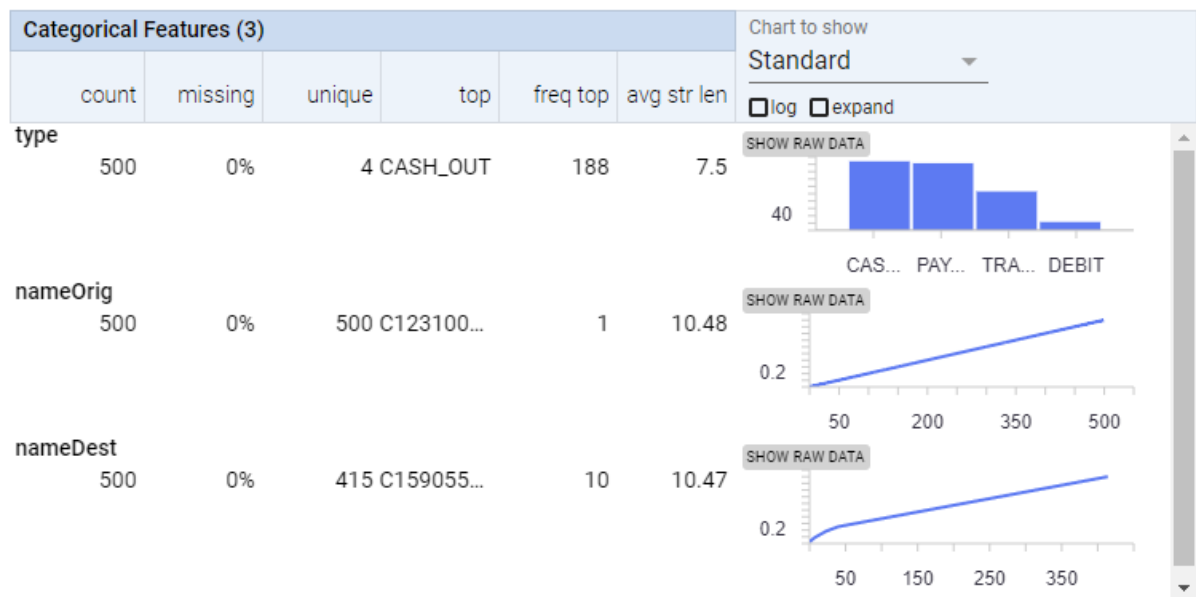 Categorical Features (3)
Chart to show
Standard
count missing unique top freq top avg str len
log expand
type
500 0% 4 CASH_OUT 188 7.5
SHOW RAW DATA
40
CAS... PAY... TRA... DEBIT
nameOrig
500 0% 500 C123100... 1 10.48
SHOW RAW DATA
0.2
50 200 350 500
nameDest
500 0% 415 C159055... 10 10.47
SHOW RAW DATA
0.2
50 150 250 350